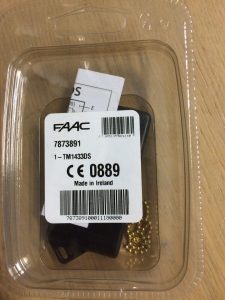 FAAC
7873891
1-TM1433DS
CE 0889
Made in Ireland